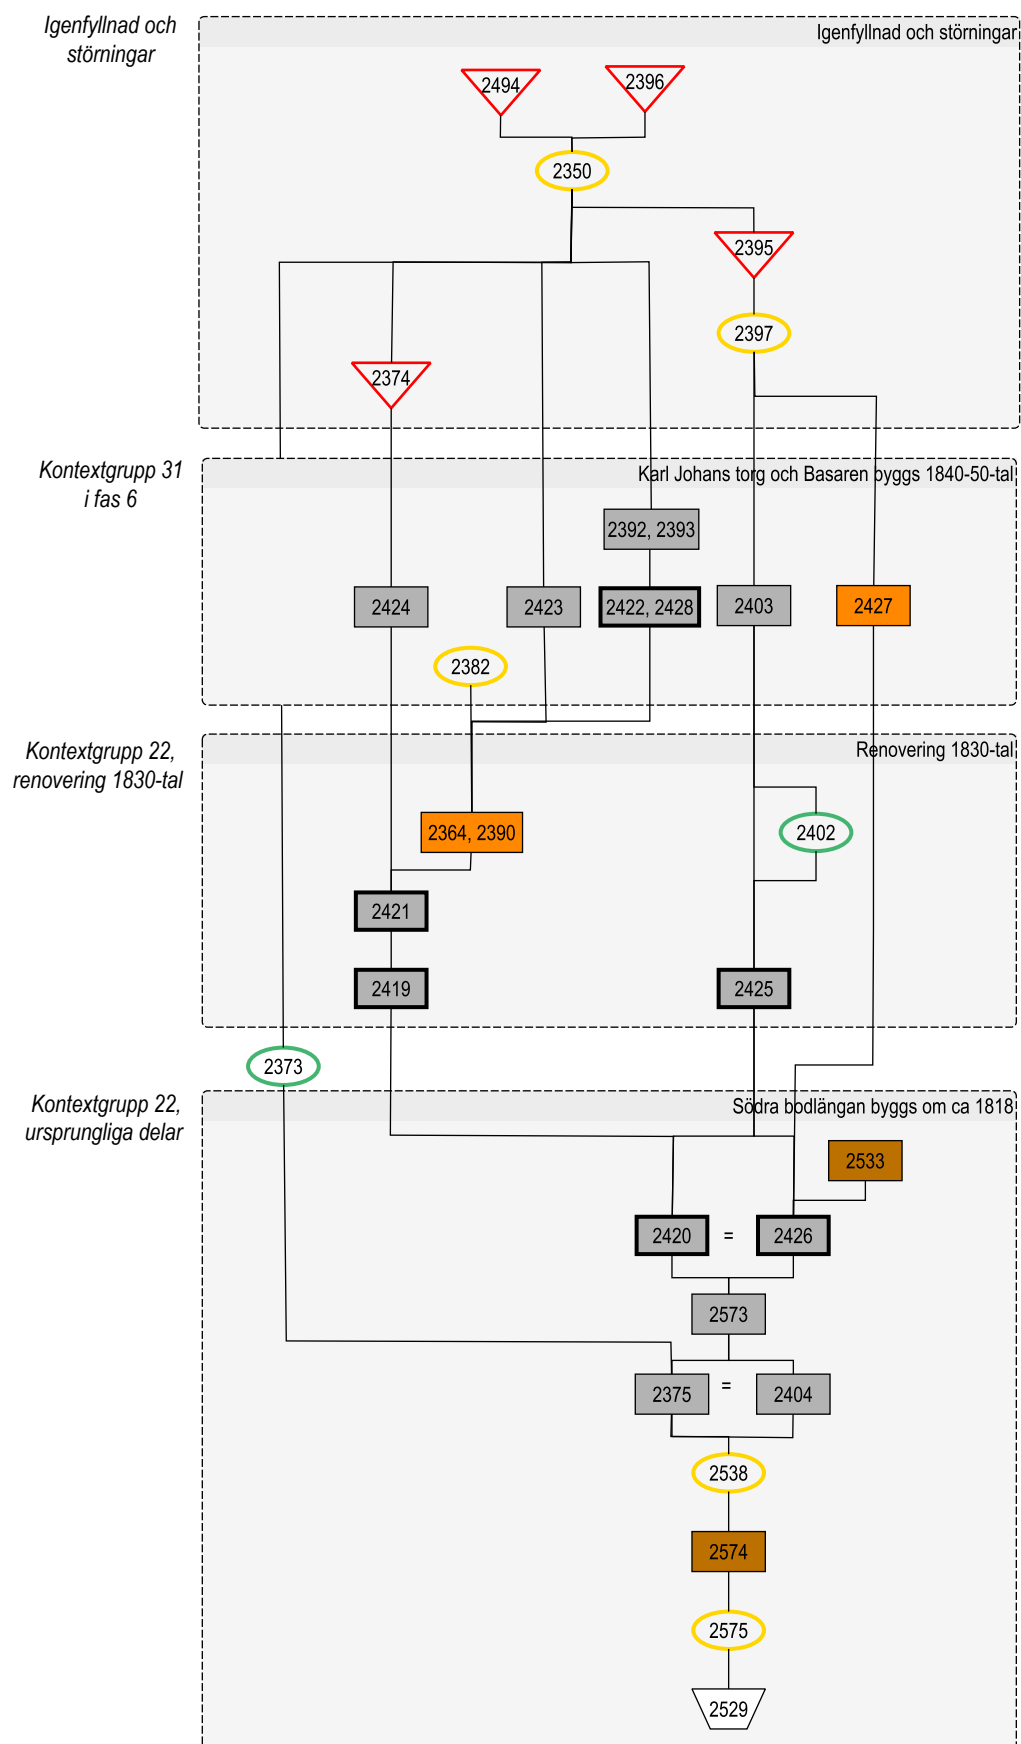 Igenfyllnad och
störningar
Igenfyllnad och störningar
2494
2396
2350
2395
2397
2374
Kontextgrupp 31
i fas 6
Karl Johans torg och Basaren byggs 1840-50-tal
2392, 2393
2424
2423
2422, 2428
2403
2427
2382
Kontextgrupp 22,
renovering 1830-tal
Renovering 1830-tal
2364, 2390
2402
2421
2419
2425
2373
Kontextgrupp 22,
ursprungliga delar
Södra bodlängan byggs om ca 1818
2533
2420 = 2426
2573
2375 = 2404
2538
2574
2575
2529